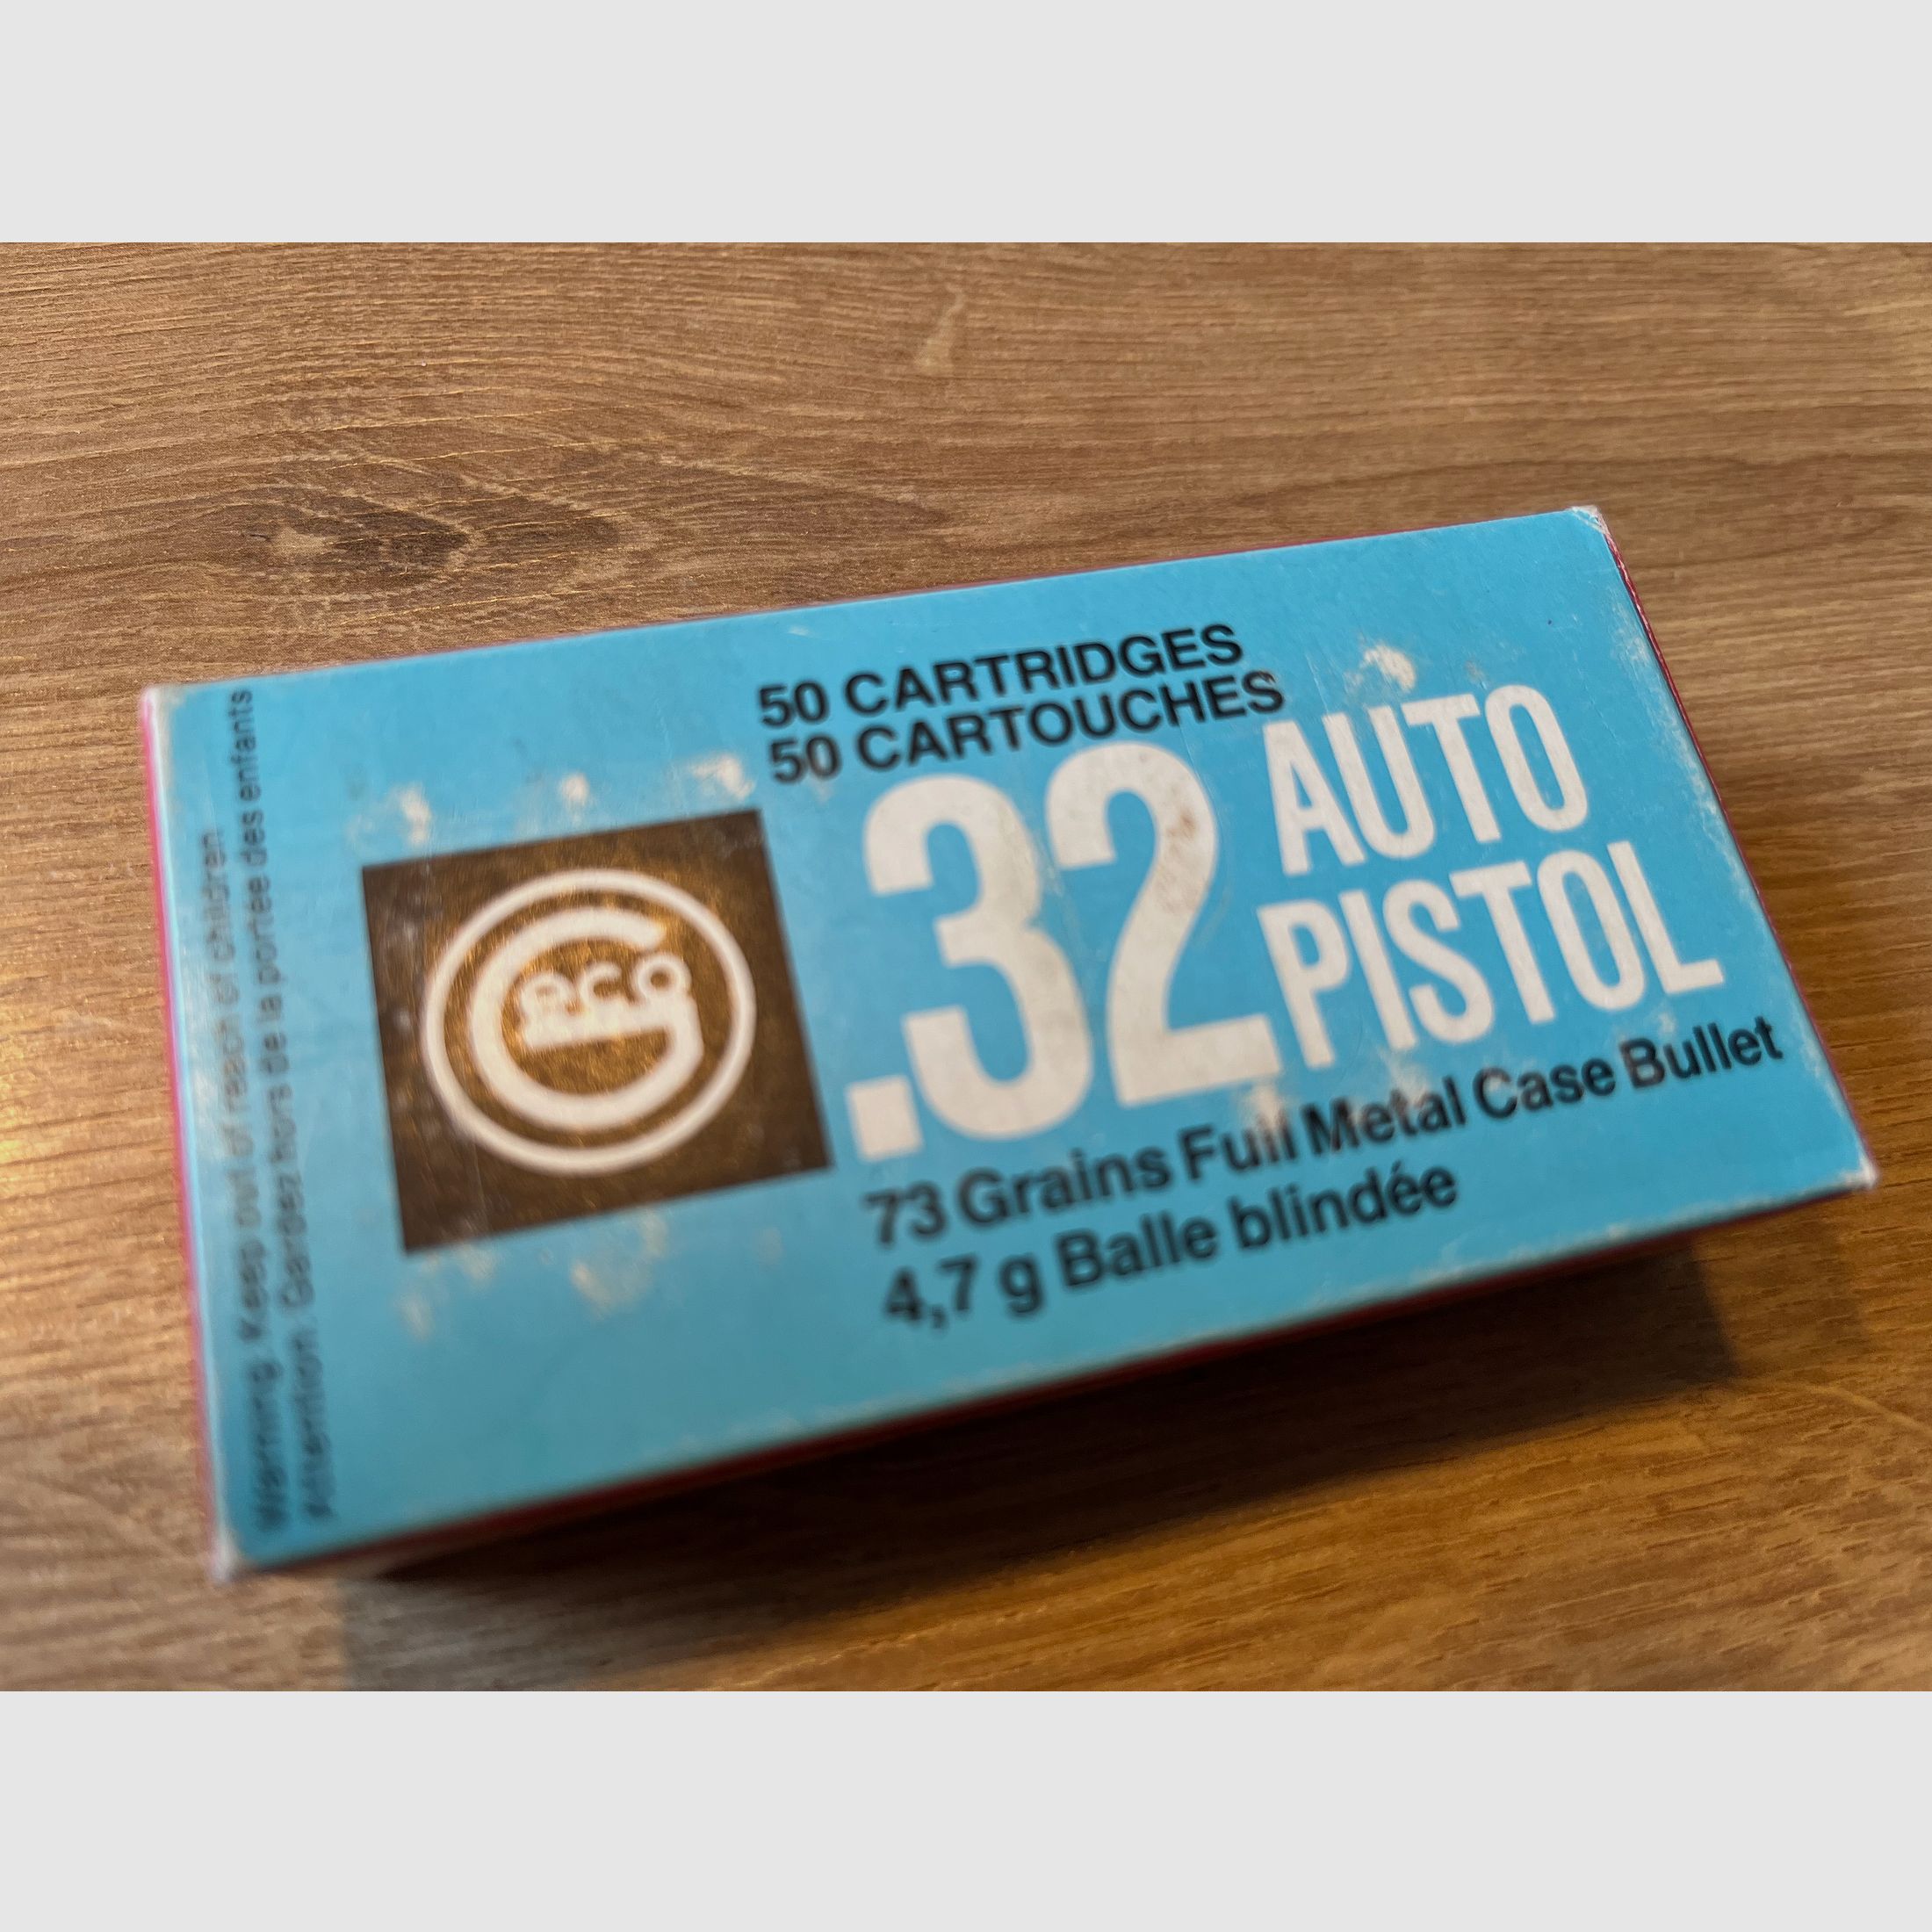 50 CARTRIDGES
50 CARTOUCHES
.32 AUTO
PISTOL
73 Grains Full Metal Case Bullet
4,7 g Balle blindée
Geco
Warning: Keep out of reach of children
Attention: Gardez hors de la portée des enfants